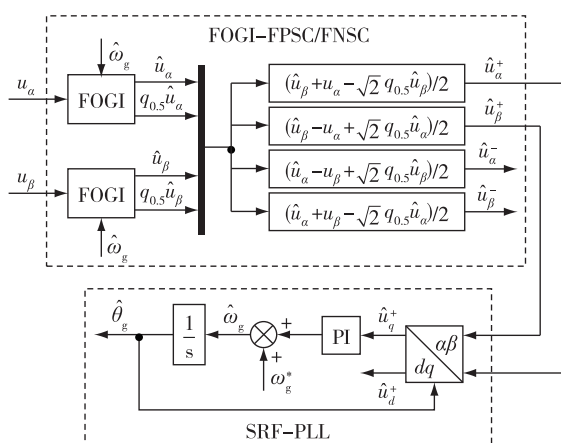 FOGI-FPSC/FNSC
ω̂g
uα
FOGI
ûα
q0.5ûα
uβ
FOGI
ûβ
q0.5ûβ
ω̂g
(ûβ+uα-√2 q0.5ûβ)/2
ûα+
(ûβ-uα+√2 q0.5ûα)/2
ûβ+
(ûα-uβ+√2 q0.5ûβ)/2
ûα-
(ûα+uβ-√2 q0.5ûα)/2
ûβ-
θ̂g
1/s
ω̂g
+
+
ωg*
PI
ûq+
ûd+
αβ
dq
SRF-PLL